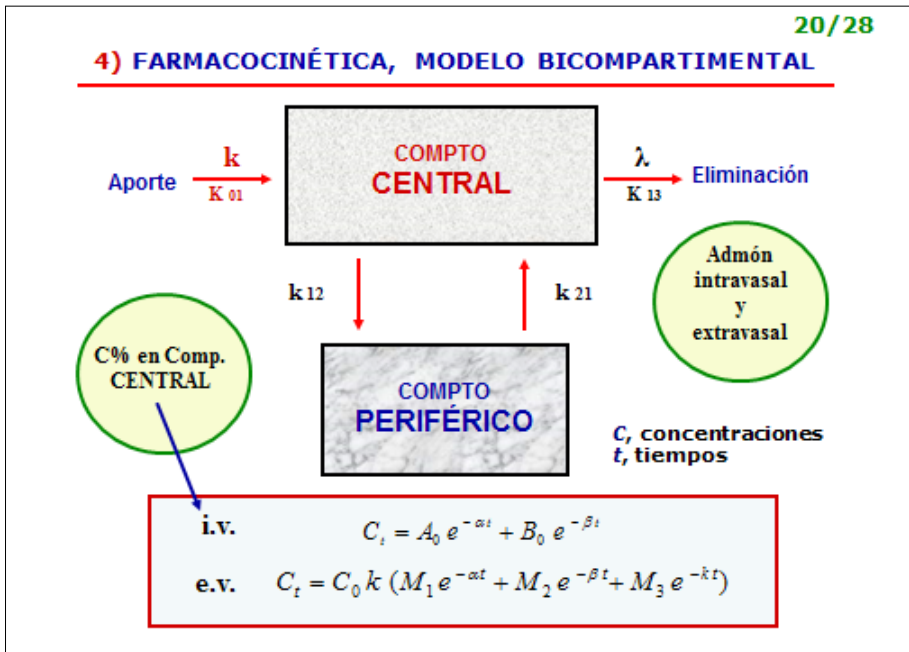 20/28
4) FARMACOCINÉTICA, MODELO BICOMPARTIMENTAL
Aporte
k
K 01
COMPTO
CENTRAL
λ
K 13
Eliminación
k 12
k 21
Admón
intravasal
y
extravasal
C% en Comp.
CENTRAL
COMPTO
PERIFÉRICO
C, concentraciones
t, tiempos
i.v. C_t = A_0 e^{-αt} + B_0 e^{-βt}
e.v. C_t = C_0 k (M_1 e^{-αt} + M_2 e^{-βt} + M_3 e^{-kt})